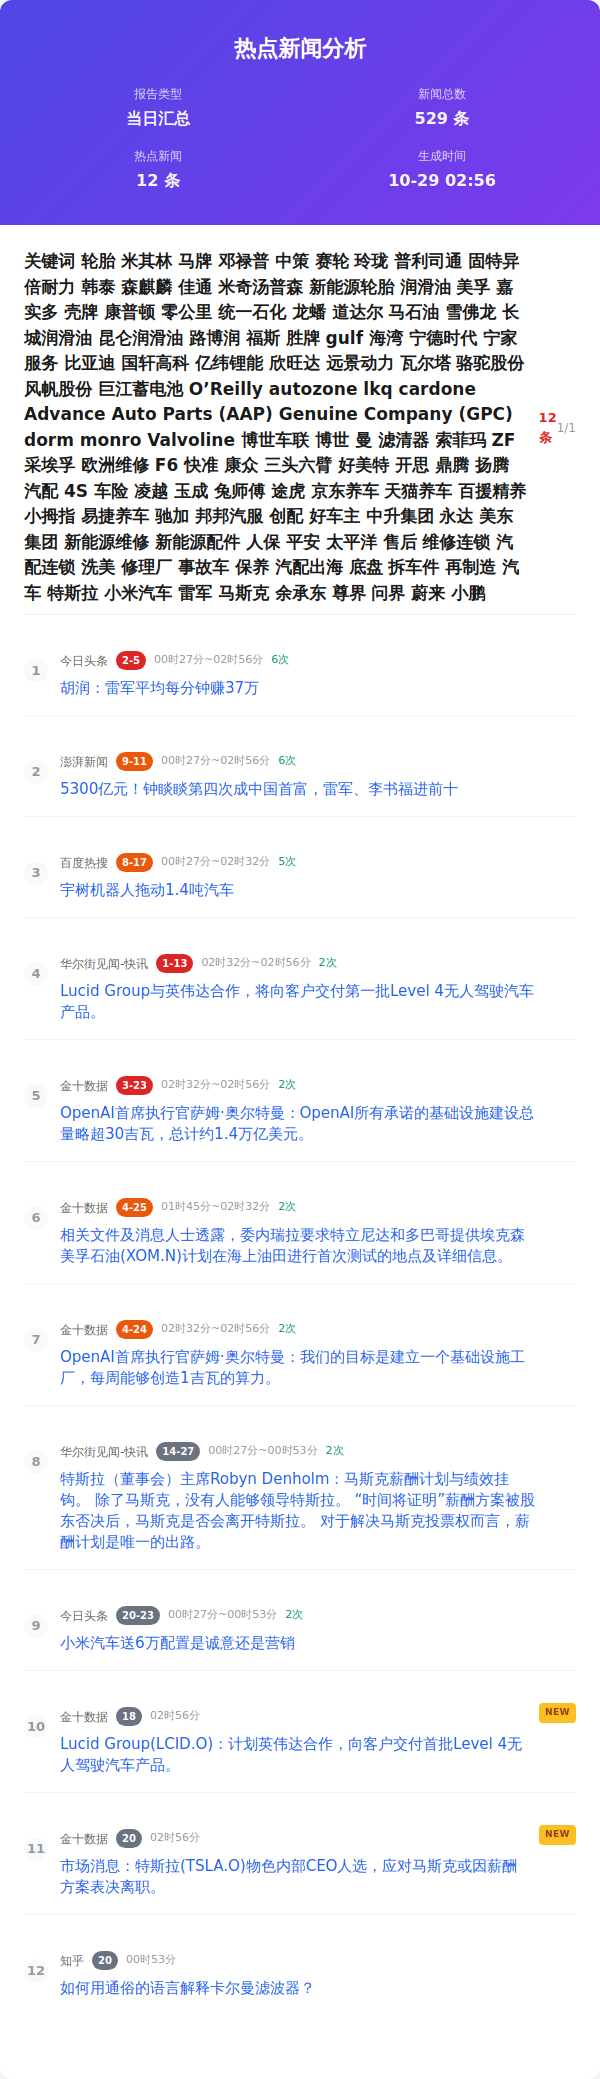 热点新闻分析
报告类型
新闻总数
当日汇总
529 条
热点新闻
生成时间
12 条
10-29 02:56
关键词 轮胎 米其林 马牌 邓禄普 中策 赛轮 玲珑 普利司通 固特异
倍耐力 韩泰 森麒麟 佳通 米奇汤普森 新能源轮胎 润滑油 美孚 嘉
实多 壳牌 康普顿 零公里 统一石化 龙蟠 道达尔 马石油 雪佛龙 长
城润滑油 昆仑润滑油 路博润 福斯 胜牌 gulf 海湾 宁德时代 宁家
服务 比亚迪 国轩高科 亿纬锂能 欣旺达 远景动力 瓦尔塔 骆驼股份
风帆股份 巨江蓄电池 O’Reilly autozone lkq cardone
Advance Auto Parts (AAP) Genuine Company (GPC)
dorm monro Valvoline 博世车联 博世 曼 滤清器 索菲玛 ZF
采埃孚 欧洲维修 F6 快准 康众 三头六臂 好美特 开思 鼎腾 扬腾
汽配 4S 车险 凌越 玉成 兔师傅 途虎 京东养车 天猫养车 百援精养
小拇指 易捷养车 驰加 邦邦汽服 创配 好车主 中升集团 永达 美东
集团 新能源维修 新能源配件 人保 平安 太平洋 售后 维修连锁 汽
配连锁 洗美 修理厂 事故车 保养 汽配出海 底盘 拆车件 再制造 汽
车 特斯拉 小米汽车 雷军 马斯克 余承东 尊界 问界 蔚来 小鹏
12
条
1/1
1
今日头条 2-5 00时27分~02时56分 6次
胡润：雷军平均每分钟赚37万
2
澎湃新闻 9-11 00时27分~02时56分 6次
5300亿元！钟睒睒第四次成中国首富，雷军、李书福进前十
3
百度热搜 8-17 00时27分~02时32分 5次
宇树机器人拖动1.4吨汽车
4
华尔街见闻-快讯 1-13 02时32分~02时56分 2次
Lucid Group与英伟达合作，将向客户交付第一批Level 4无人驾驶汽车
产品。
5
金十数据 3-23 02时32分~02时56分 2次
OpenAI首席执行官萨姆·奥尔特曼：OpenAI所有承诺的基础设施建设总
量略超30吉瓦，总计约1.4万亿美元。
6
金十数据 4-25 01时45分~02时32分 2次
相关文件及消息人士透露，委内瑞拉要求特立尼达和多巴哥提供埃克森
美孚石油(XOM.N)计划在海上油田进行首次测试的地点及详细信息。
7
金十数据 4-24 02时32分~02时56分 2次
OpenAI首席执行官萨姆·奥尔特曼：我们的目标是建立一个基础设施工
厂，每周能够创造1吉瓦的算力。
8
华尔街见闻-快讯 14-27 00时27分~00时53分 2次
特斯拉（董事会）主席Robyn Denholm：马斯克薪酬计划与绩效挂
钩。 除了马斯克，没有人能够领导特斯拉。 “时间将证明”薪酬方案被股
东否决后，马斯克是否会离开特斯拉。 对于解决马斯克投票权而言，薪
酬计划是唯一的出路。
9
今日头条 20-23 00时27分~00时53分 2次
小米汽车送6万配置是诚意还是营销
10
金十数据 18 02时56分
NEW
Lucid Group(LCID.O)：计划英伟达合作，向客户交付首批Level 4无
人驾驶汽车产品。
11
金十数据 20 02时56分
NEW
市场消息：特斯拉(TSLA.O)物色内部CEO人选，应对马斯克或因薪酬
方案表决离职。
12
知乎 20 00时53分
如何用通俗的语言解释卡尔曼滤波器？